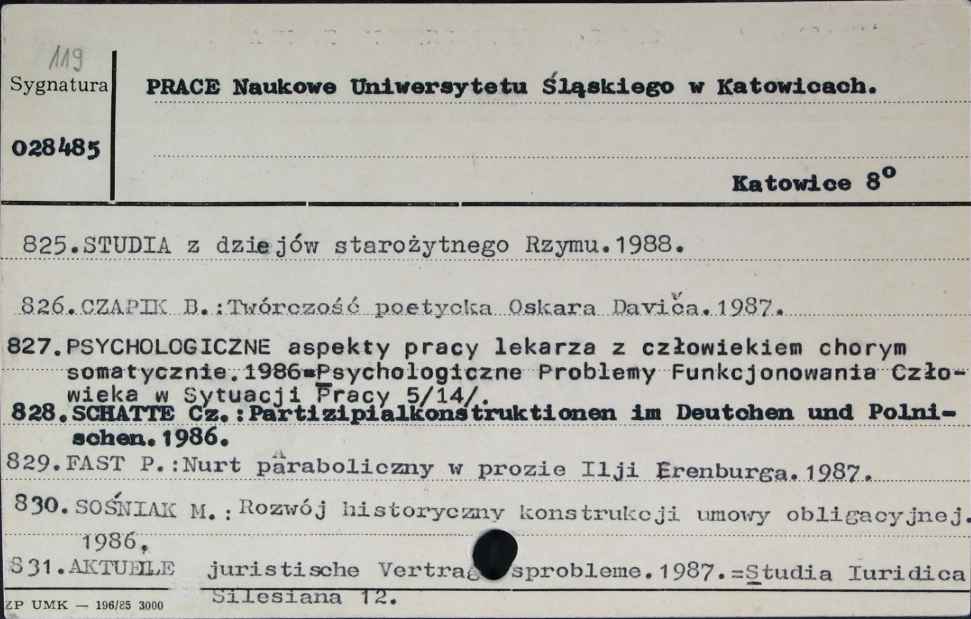 119
Sygnatura
PRACE Naukowe Uniwersytetu Śląskiego w Katowicach.
028485
Katowice 8°
825.STUDIA z dziejów starożytnego Rzymu.1988.
826.CZAPIK B.:Twórczość poetycka Oskara Daviča.1987.
827.PSYCHOLOGICZNE aspekty pracy lekarza z człowiekiem chorym
somatycznie.1986=Psychologiczne Problemy Funkcjonowania Czło-
wieka w Sytuacji Pracy 5/14/.
828.SCHATTE Cz.:Partizipialkonstruktionen im Deutchen und Polni-
schen.1986.
829.FAST P.:Nurt paraboliczny w prozie Ilji Erenburga.1987.
830.SOŚNIAK M.:Rozwój historyczny konstrukcji umowy obligacyjnej.
1986.
831.AKTUELLE juristische Vertragsprobleme.1987.=Studia Iuridica
Silesiana 12.
ZP UMK — 196/85 3000